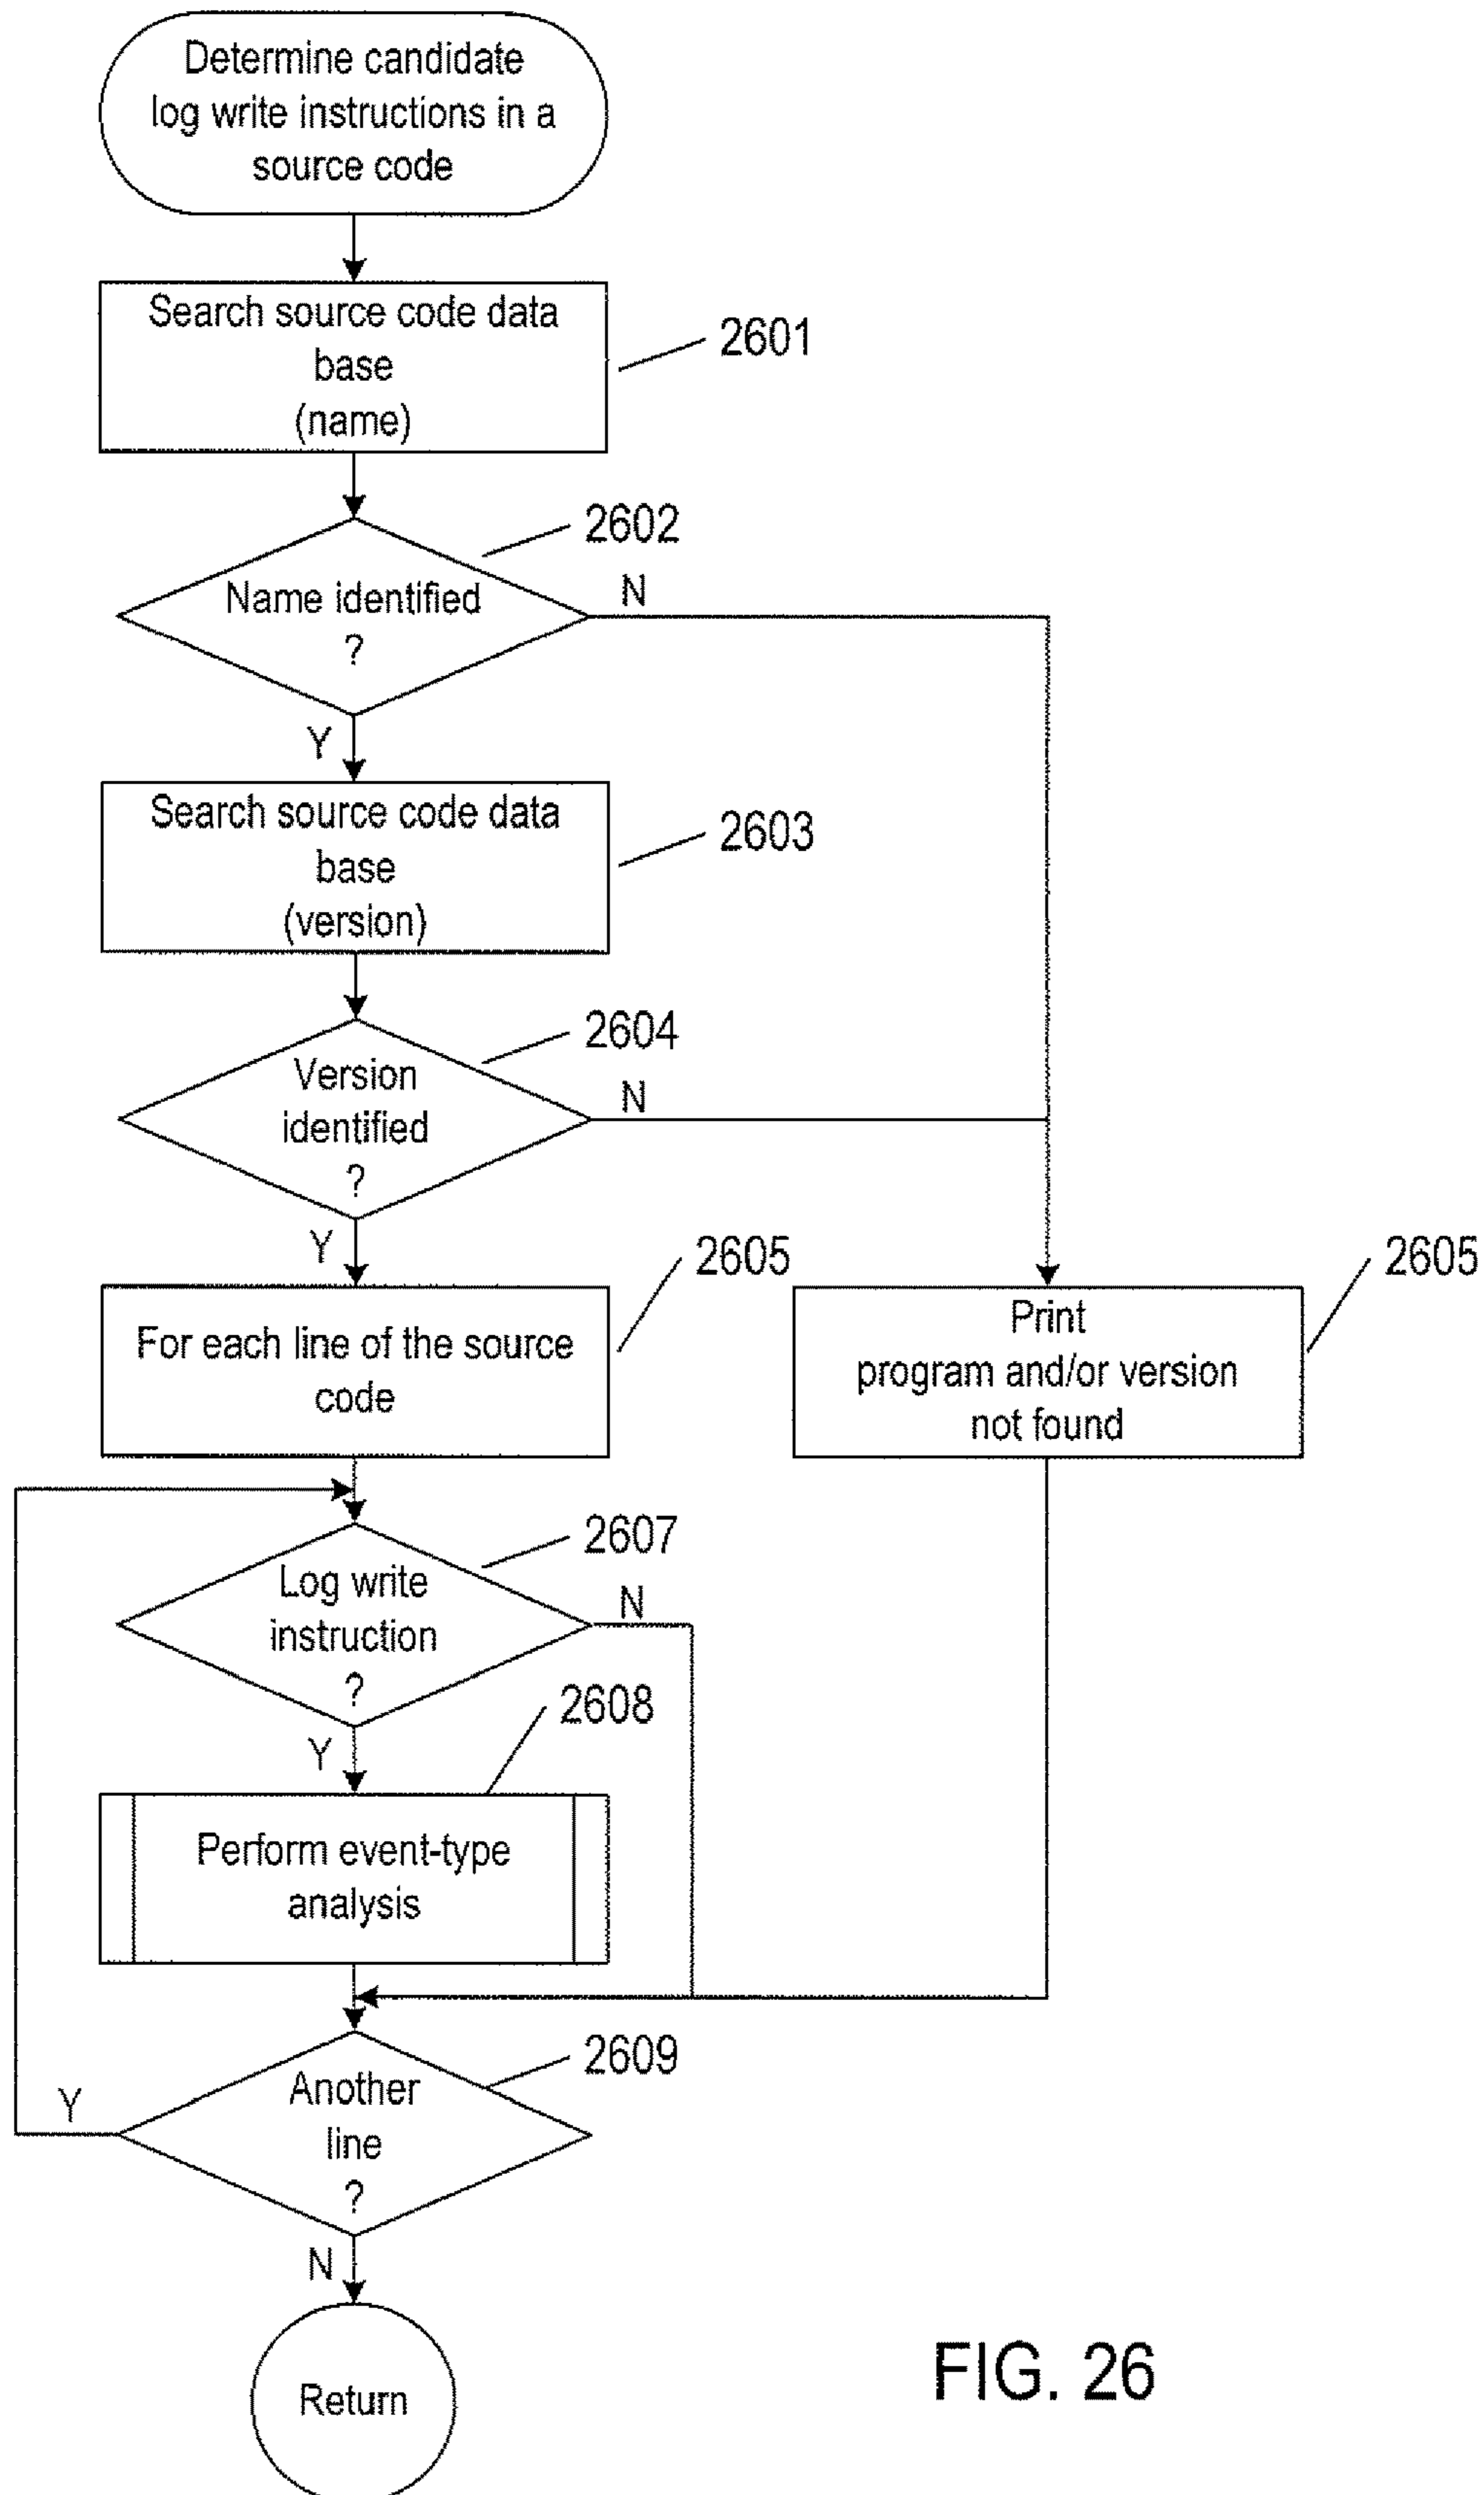 Determine candidate
log write instructions in a
source code
Search source code data
base
(name)
2601
2602
Name identified
?
N
Y
Search source code data
base
(version)
2603
2604
Version
identified
?
N
Y
2605
For each line of the source
code
2605
Print
program and/or version
not found
2607
Log write
instruction
?
N
2608
Y
Perform event-type
analysis
2609
Another
line
?
Y
N
Return
FIG. 26